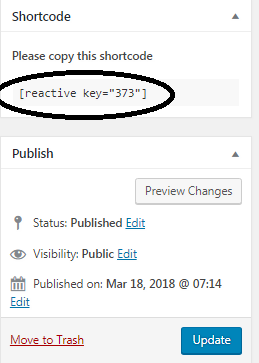 Shortcode
Please copy this shortcode
[reactive key="373"]
Publish
Preview Changes
Status: Published Edit
Visibility: Public Edit
Published on: Mar 18, 2018 @ 07:14
Edit
Move to Trash
Update